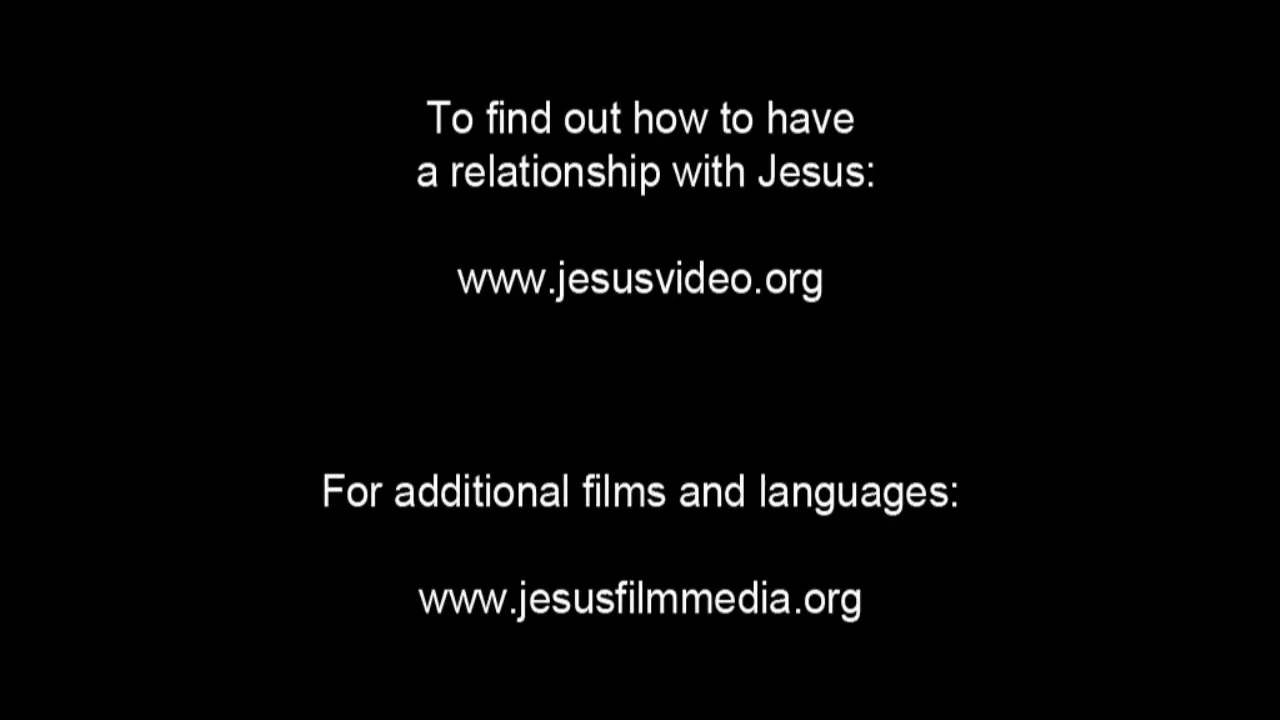 To find out how to have
a relationship with Jesus:
www.jesusvideo.org
For additional films and languages:
www.jesusfilmmedia.org